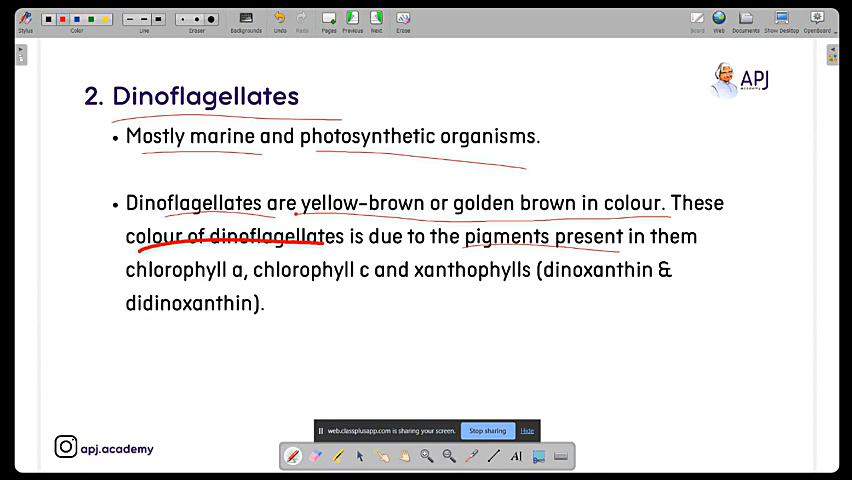 Stylus Color Line Eraser Backgrounds Undo Redo Pages Previous Next Erase Board Web Documents Show Desktop OpenBoard
APJ
academy
2. Dinoflagellates
• Mostly marine and photosynthetic organisms.
• Dinoflagellates are yellow-brown or golden brown in colour. These
colour of dinoflagellates is due to the pigments present in them
chlorophyll a, chlorophyll c and xanthophylls (dinoxanthin &
didinoxanthin).
web.classplusapp.com is sharing your screen. Stop sharing Hide
apj.academy